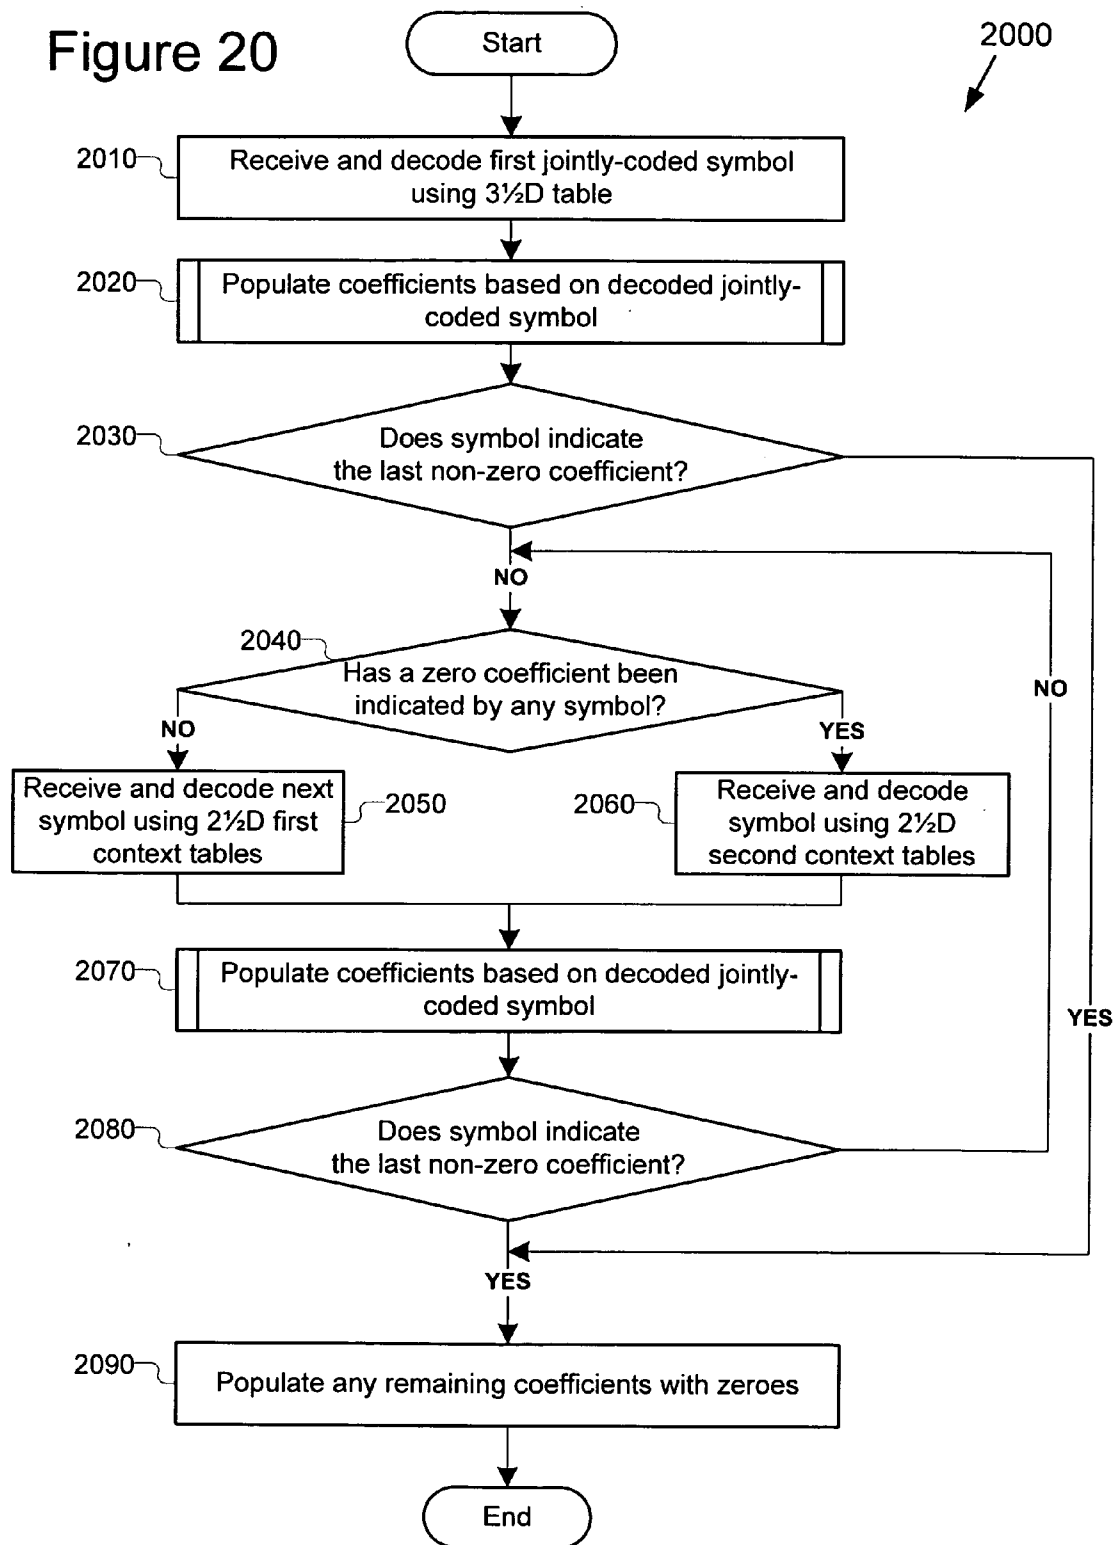 Figure 20
Start
2000
2010
Receive and decode first jointly-coded symbol
using 3½D table
2020
Populate coefficients based on decoded jointly-
coded symbol
2030
Does symbol indicate
the last non-zero coefficient?
NO
2040
Has a zero coefficient been
indicated by any symbol?
NO
NO
YES
Receive and decode next
symbol using 2½D first
context tables
2050
2060
Receive and decode
symbol using 2½D
second context tables
2070
Populate coefficients based on decoded jointly-
coded symbol
YES
2080
Does symbol indicate
the last non-zero coefficient?
YES
2090
Populate any remaining coefficients with zeroes
End